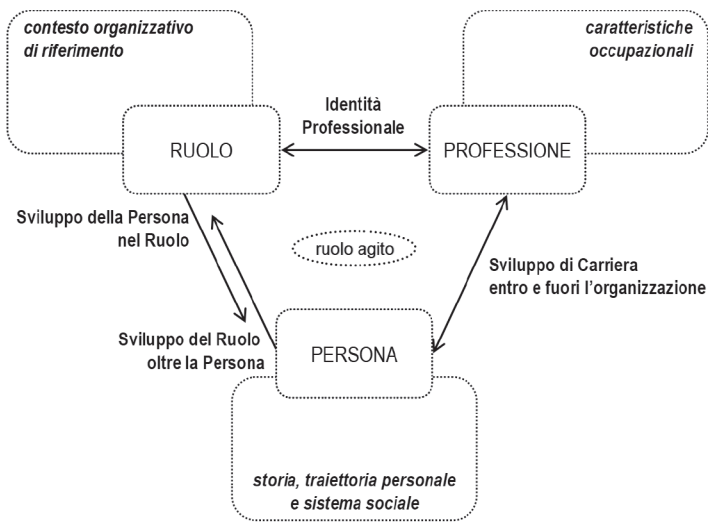 contesto organizzativo
di riferimento
caratteristiche
occupazionali
Identità
Professionale
RUOLO
PROFESSIONE
Sviluppo della Persona
nel Ruolo
ruolo agito
Sviluppo di Carriera
entro e fuori l'organizzazione
Sviluppo del Ruolo
oltre la Persona
PERSONA
storia, traiettoria personale
e sistema sociale